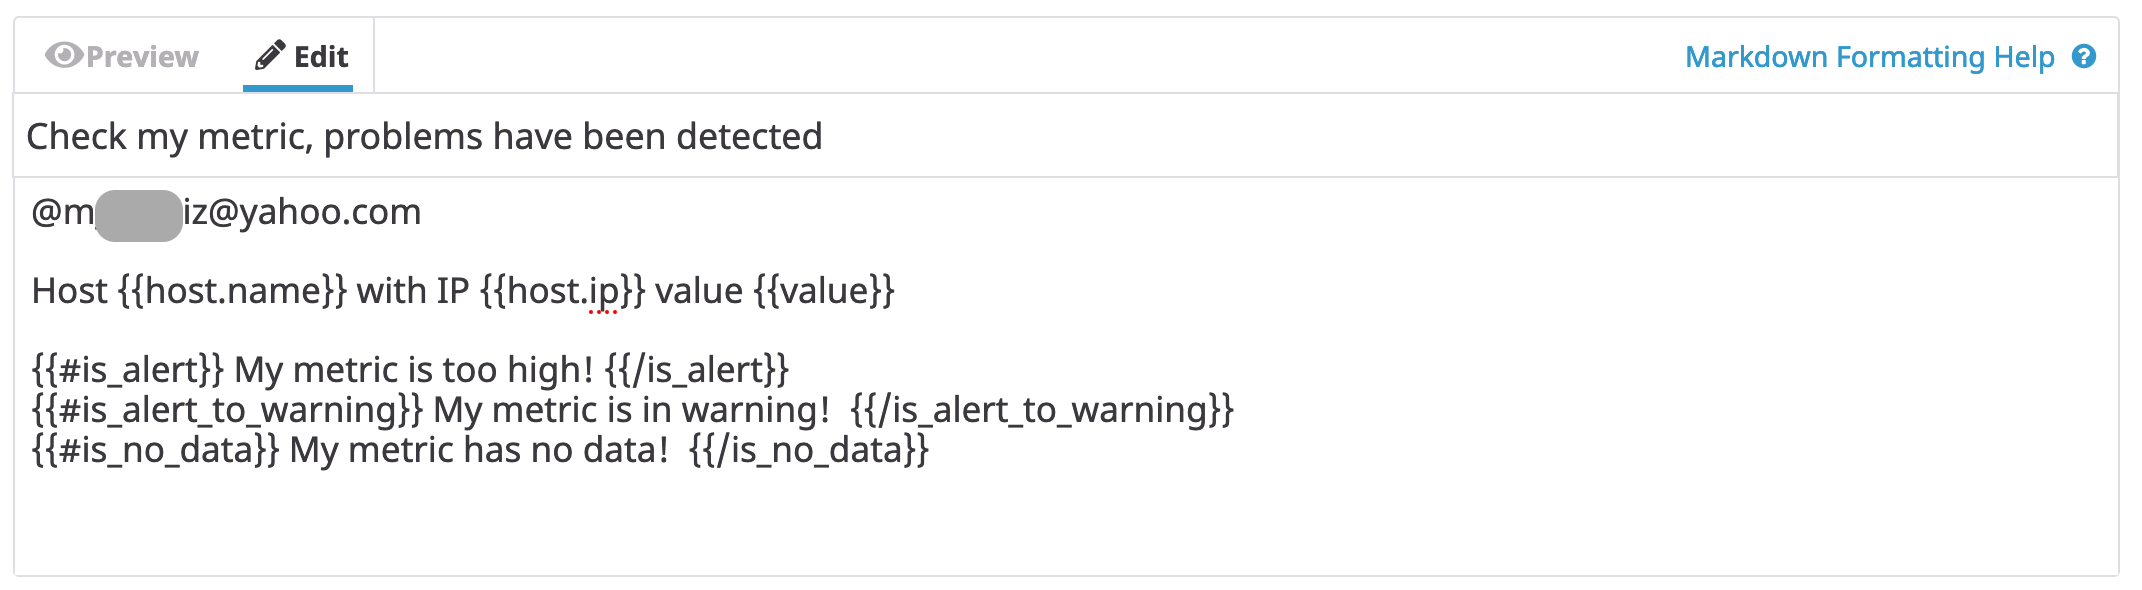 Preview Edit Markdown Formatting Help
Check my metric, problems have been detected
@m iz@yahoo.com
Host {{host.name}} with IP {{host.ip}} value {{value}}
{{#is_alert}} My metric is too high! {{/is_alert}}
{{#is_alert_to_warning}} My metric is in warning!  {{/is_alert_to_warning}}
{{#is_no_data}} My metric has no data!  {{/is_no_data}}